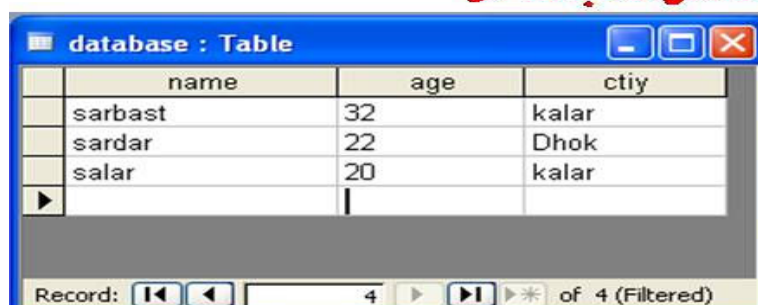 database : Table
name age ctiy
sarbast 32 kalar
sardar 22 Dhok
salar 20 kalar
Record: 4 of 4 (Filtered)